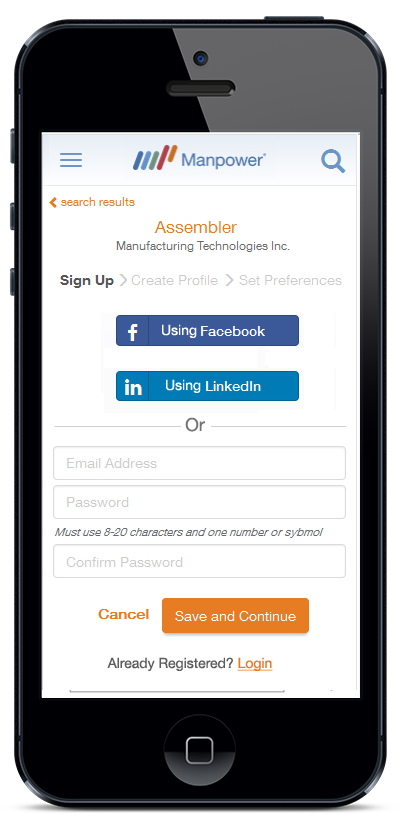 Manpower
search results
Assembler
Manufacturing Technologies Inc.
Sign Up > Create Profile > Set Preferences
f Using Facebook
in Using LinkedIn
Or
Email Address
Password
Must use 8-20 characters and one number or sybmol
Confirm Password
Cancel Save and Continue
Already Registered? Login